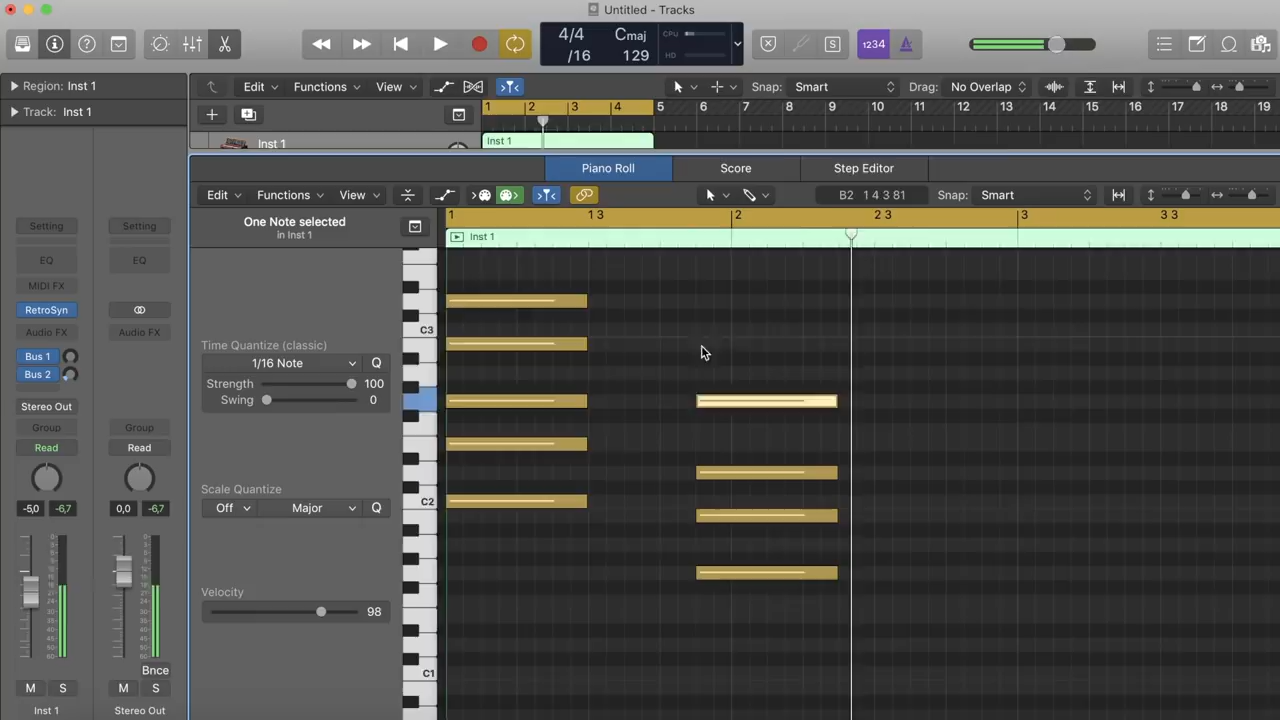 Untitled - Tracks
4/4 Cmaj CPU
/16 129 HD
1234
S
Region: Inst 1
Track: Inst 1
Edit Functions View Snap: Smart Drag: No Overlap
1 2 3 4 5 6 7 8 9 10 11 12 13 14 15 16 17 18 19
Inst 1 Inst 1
Piano Roll Score Step Editor
Edit Functions View B2 1 4 3 81 Snap: Smart
One Note selected
in Inst 1
1 1 3 2 2 3 3 3 3
Inst 1
Setting Setting
EQ EQ
MIDI FX
RetroSyn
Audio FX Audio FX
Bus 1
Bus 2
Stereo Out
Group Group
Read Read
-5,0 -6,7 0,0 -6,7
Time Quantize (classic)
1/16 Note Q
Strength 100
Swing 0
Scale Quantize
Off Major Q
Velocity
98
C3
C2
C1
Bnce
M S M S
Inst 1 Stereo Out